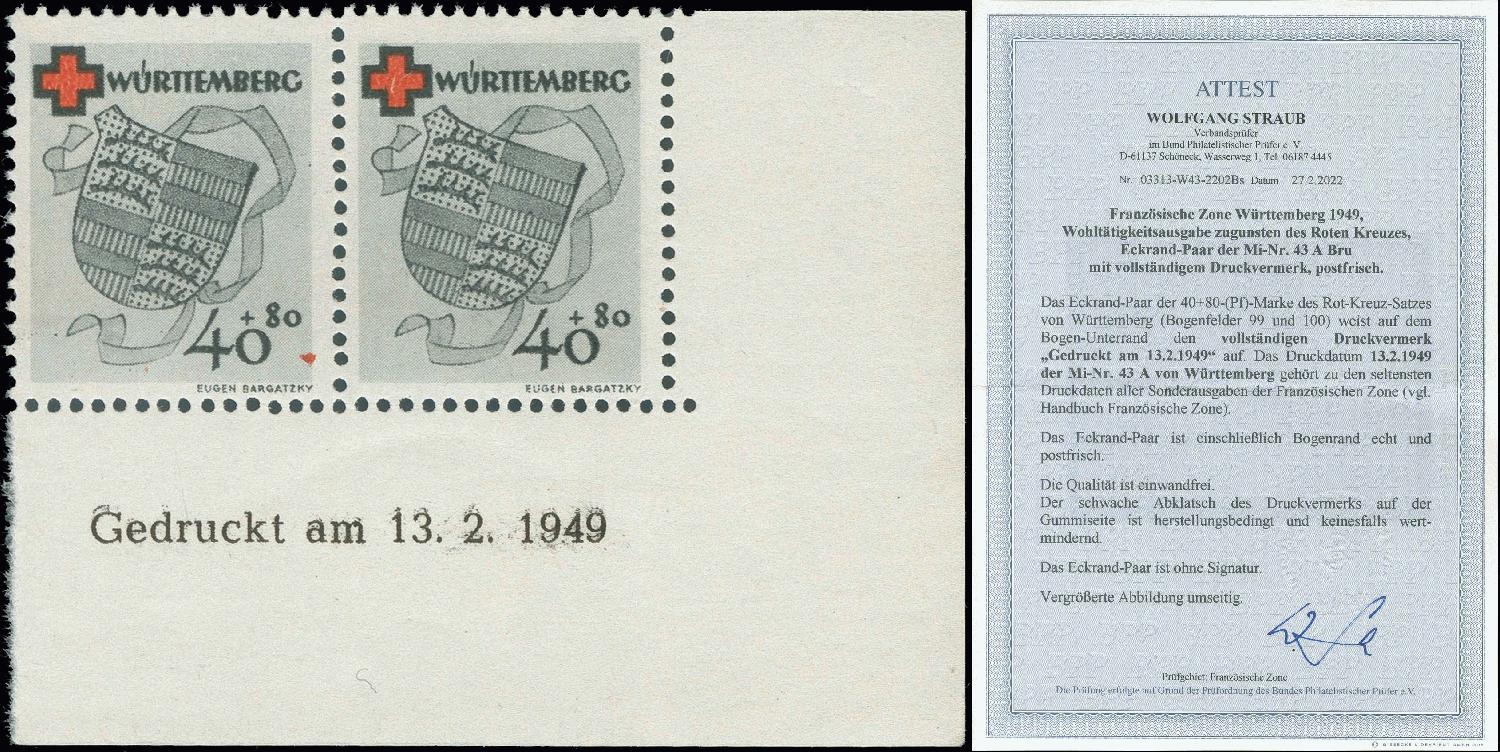 WÜRTTEMBERG
40 + 80
EUGEN BARGATZKY
WÜRTTEMBERG
40 + 80
EUGEN BARGATZKY
Gedruckt am 13. 2. 1949
ATTEST
WOLFGANG STRAUB
Verbandsprüfer
im Bund Philatelistischer Prüfer e. V.
D-61137 Schöneck, Wasserweg 1, Tel. 06187 4445
Nr. 03313-W43-2202Bs Datum 27.2.2022
Französische Zone Württemberg 1949,
Wohltätigkeitsausgabe zugunsten des Roten Kreuzes,
Eckrand-Paar der Mi-Nr. 43 A Bru
mit vollständigem Druckvermerk, postfrisch.
Das Eckrand-Paar der 40+80-(Pf)-Marke des Rot-Kreuz-Satzes
von Württemberg (Bogenfelder 99 und 100) weist auf dem
Bogen-Unterrand den vollständigen Druckvermerk
„Gedruckt am 13.2.1949“ auf. Das Druckdatum 13.2.1949
der Mi-Nr. 43 A von Württemberg gehört zu den seltensten
Druckdaten aller Sonderausgaben der Französischen Zone (vgl.
Handbuch Französische Zone).
Das Eckrand-Paar ist einschließlich Bogenrand echt und
postfrisch.
Die Qualität ist einwandfrei.
Der schwache Abklatsch des Druckvermerks auf der
Gummiseite ist herstellungsbedingt und keinesfalls wert-
mindernd.
Das Eckrand-Paar ist ohne Signatur.
Vergrößerte Abbildung umseitig.
Prüfgebiet: Französische Zone
Die Prüfung erfolgte auf Grund der Prüfordnung des Bundes Philatelistischer Prüfer e.V.